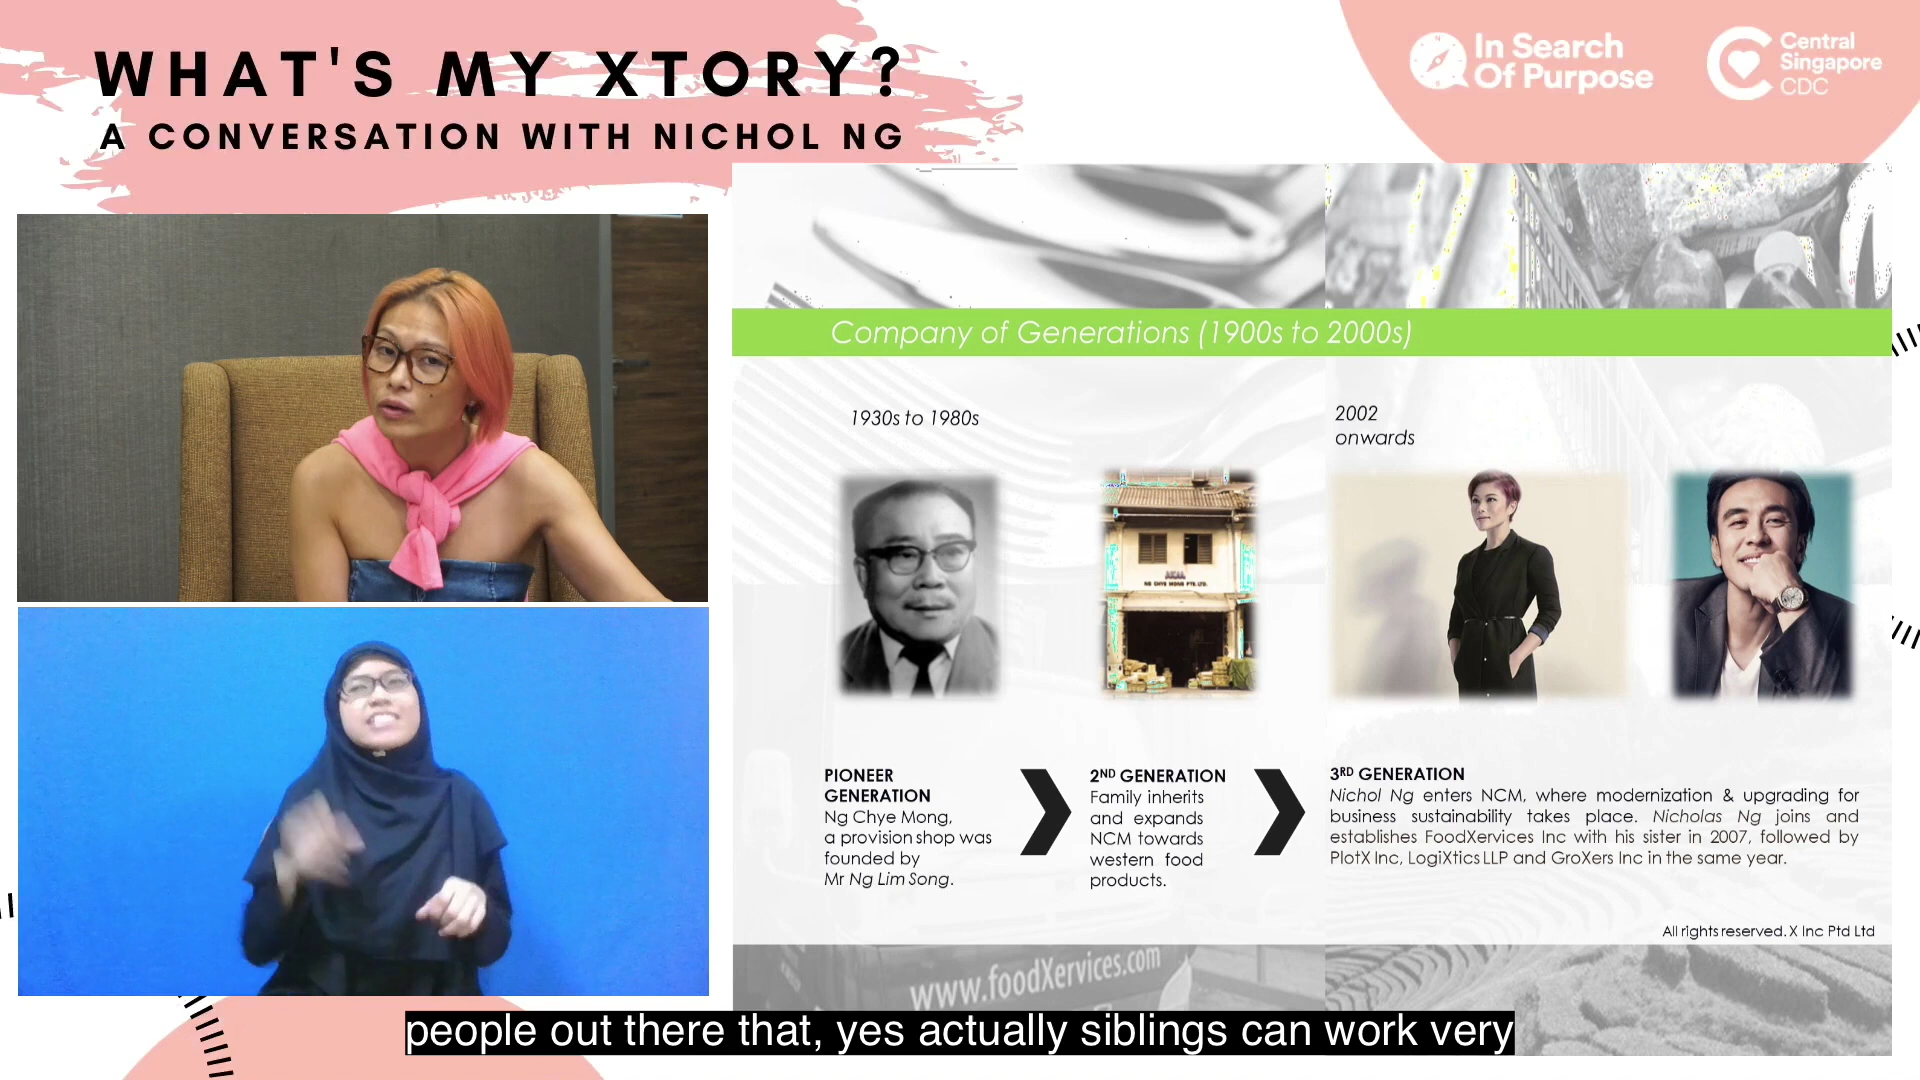 WHAT'S MY XTORY?
A CONVERSATION WITH NICHOL NG
In Search
Of Purpose
Central
Singapore
CDC
Company of Generations (1900s to 2000s)
1930s to 1980s
2002
onwards
NG CHYE MONG PTE. LTD.
PIONEER
GENERATION
Ng Chye Mong,
a provision shop was
founded by
Mr Ng Lim Song.
2ND GENERATION
Family inherits
and expands
NCM towards
western food
products.
3RD GENERATION
Nichol Ng enters NCM, where modernization & upgrading for
business sustainability takes place. Nicholas Ng joins and
establishes FoodXervices Inc with his sister in 2007, followed by
PlotX Inc, LogiXtics LLP and GroXers Inc in the same year.
All rights reserved. X Inc Ptd Ltd
www.foodXervices.com
people out there that, yes actually siblings can work very